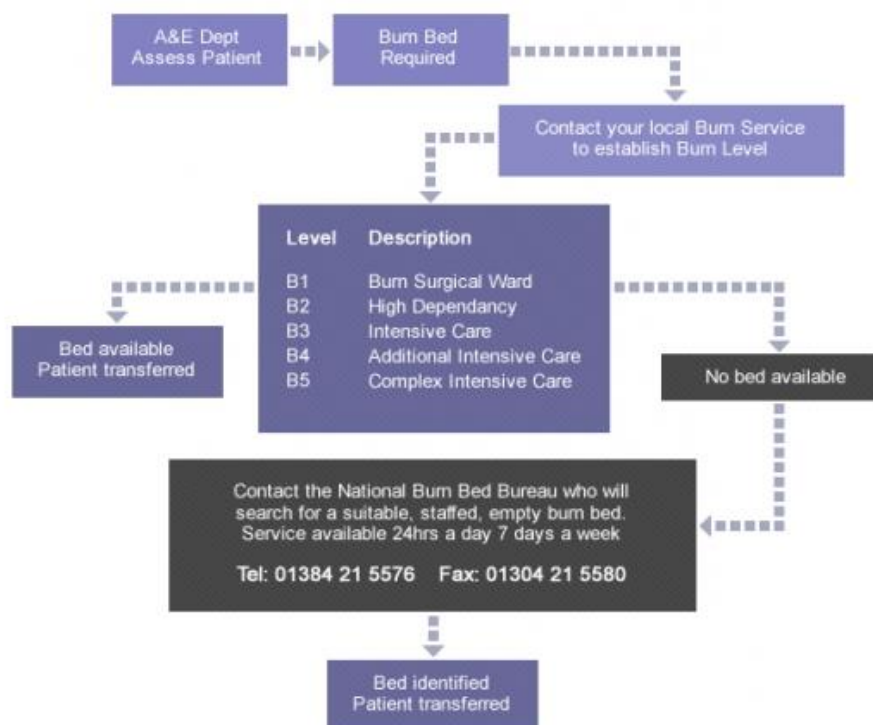 A&E Dept
Assess Patient
Burn Bed
Required
Contact your local Burn Service
to establish Burn Level
Level Description
B1 Burn Surgical Ward
B2 High Dependancy
B3 Intensive Care
B4 Additional Intensive Care
B5 Complex Intensive Care
Bed available
Patient transferred
No bed available
Contact the National Burn Bed Bureau who will
search for a suitable, staffed, empty burn bed.
Service available 24hrs a day 7 days a week
Tel: 01384 21 5576 Fax: 01304 21 5580
Bed identified
Patient transferred